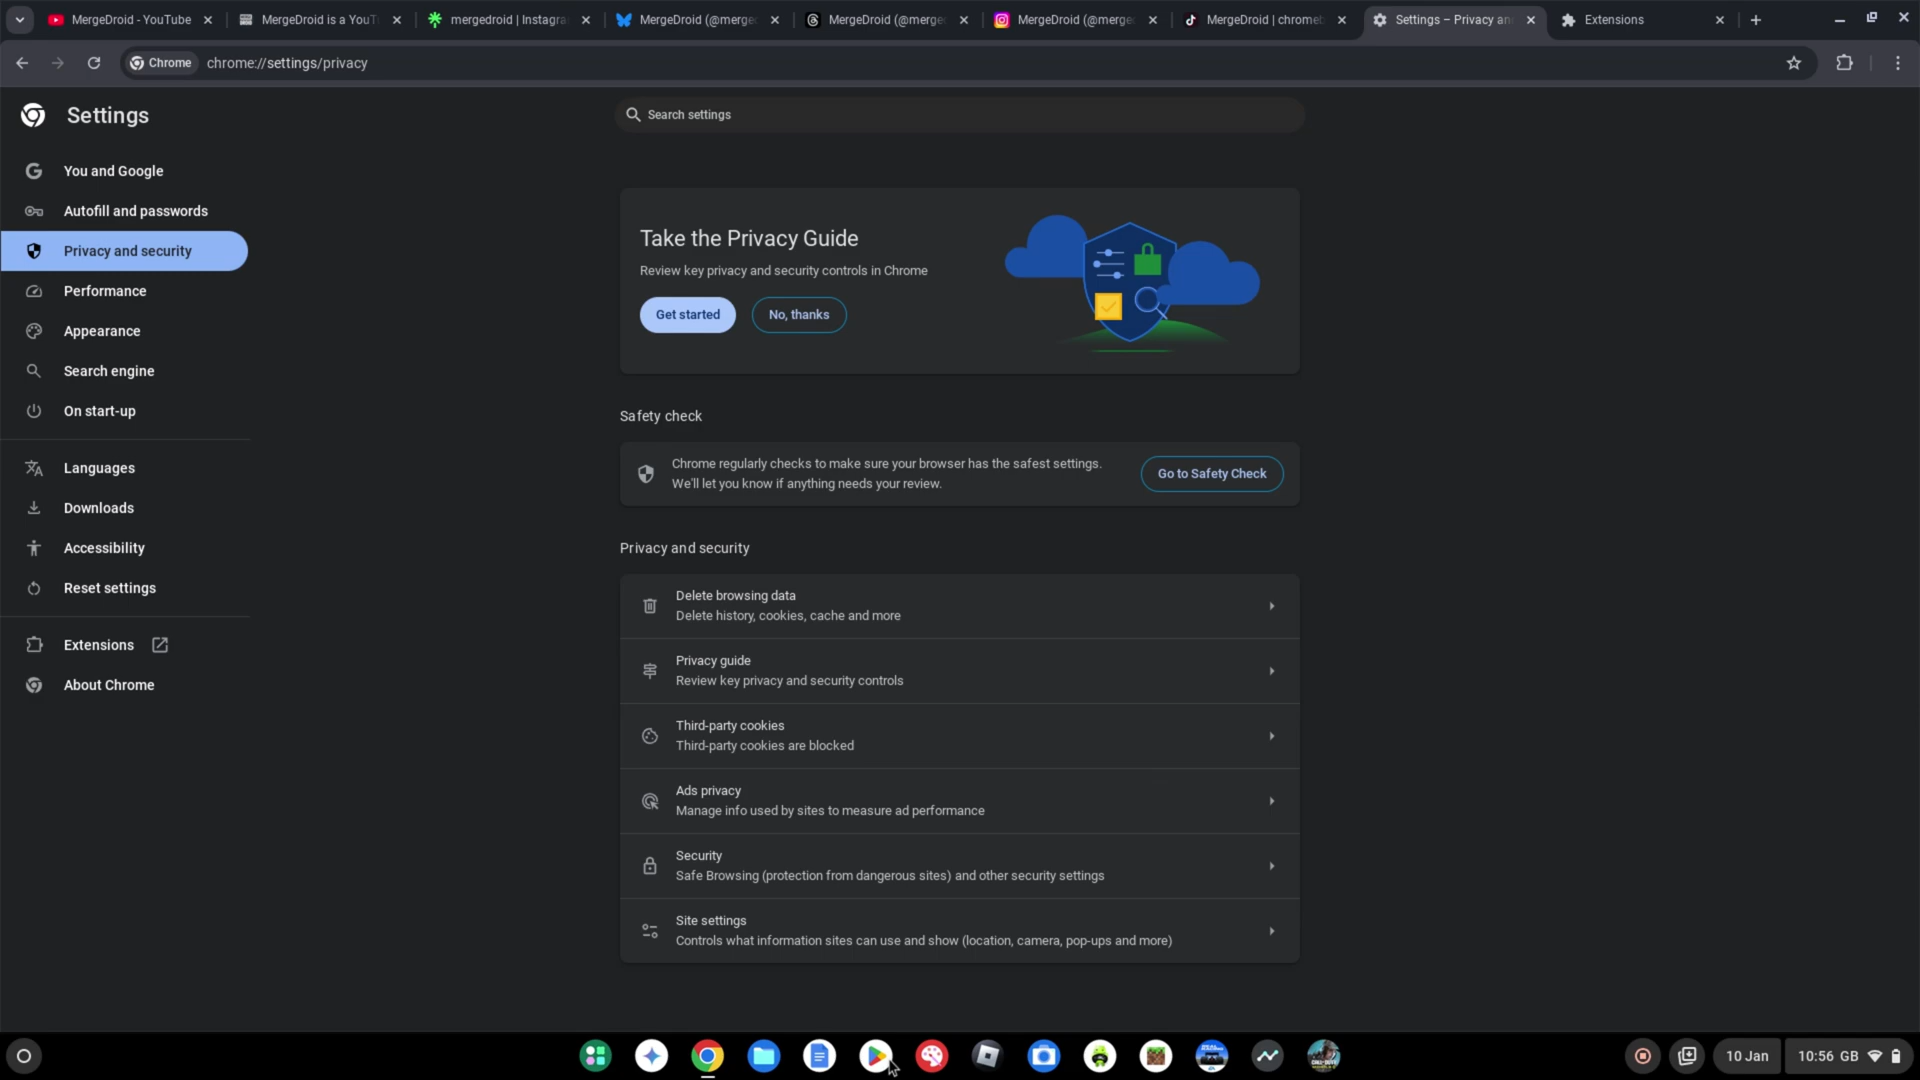 MergeDroid - YouTube
MergeDroid is a YouT
mergedroid | Instagra
MergeDroid (@merge
MergeDroid (@merge
MergeDroid (@merge
MergeDroid | chromeb
Settings – Privacy an
Extensions
Chrome
chrome://settings/privacy
Settings
Search settings
You and Google
Autofill and passwords
Privacy and security
Performance
Appearance
Search engine
On start-up
Languages
Downloads
Accessibility
Reset settings
Extensions
About Chrome
Take the Privacy Guide
Review key privacy and security controls in Chrome
Get started
No, thanks
Safety check
Chrome regularly checks to make sure your browser has the safest settings.
We'll let you know if anything needs your review.
Go to Safety Check
Privacy and security
Delete browsing data
Delete history, cookies, cache and more
Privacy guide
Review key privacy and security controls
Third-party cookies
Third-party cookies are blocked
Ads privacy
Manage info used by sites to measure ad performance
Security
Safe Browsing (protection from dangerous sites) and other security settings
Site settings
Controls what information sites can use and show (location, camera, pop-ups and more)
10 Jan
10:56 GB